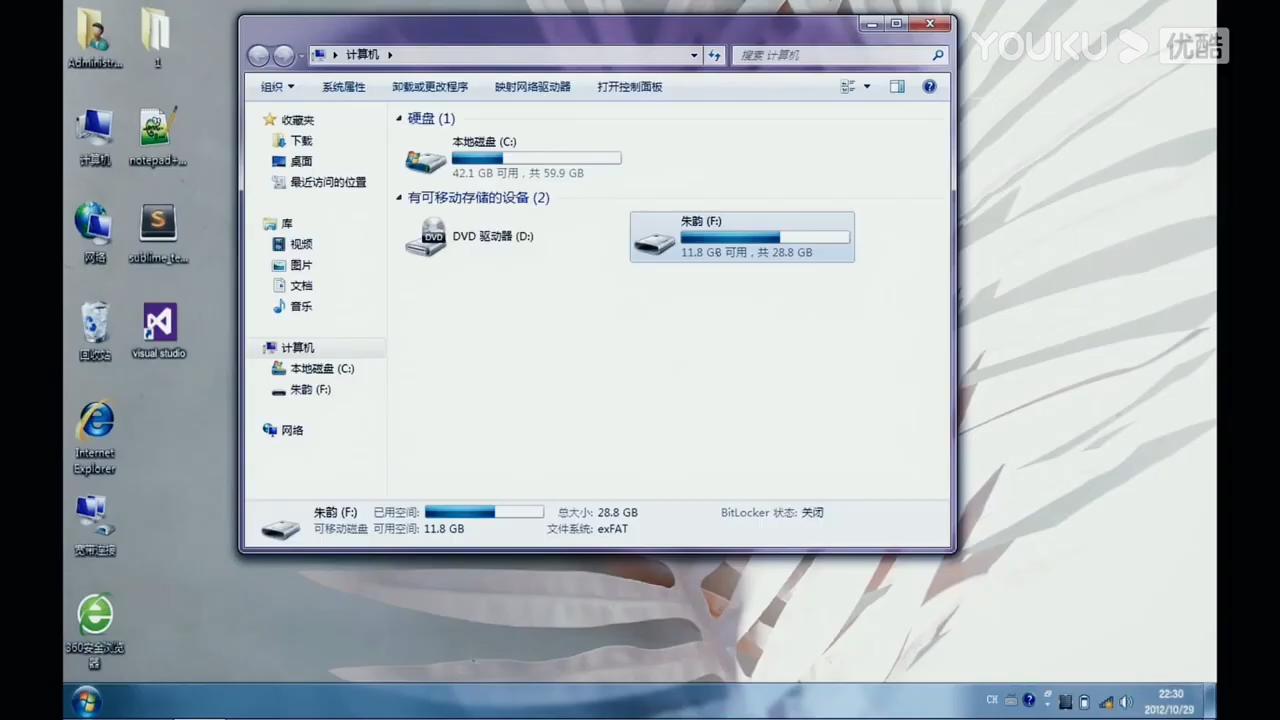 YOUKU 优酷
Administr...
1
计算机
notepad+...
网络
sublime_te...
回收站
visual studio
Internet
Explorer
宽带连接
360安全浏览
器
计算机
搜索 计算机
组织
系统属性
卸载或更改程序
映射网络驱动器
打开控制面板
收藏夹
下载
桌面
最近访问的位置
库
视频
图片
文档
音乐
计算机
本地磁盘 (C:)
朱韵 (F:)
网络
硬盘 (1)
本地磁盘 (C:)
42.1 GB 可用，共 59.9 GB
有可移动存储的设备 (2)
DVD
DVD 驱动器 (D:)
朱韵 (F:)
11.8 GB 可用，共 28.8 GB
朱韵 (F:) 已用空间: 总大小: 28.8 GB BitLocker 状态: 关闭
可移动磁盘 可用空间: 11.8 GB 文件系统: exFAT
CH
22:30
2012/10/29